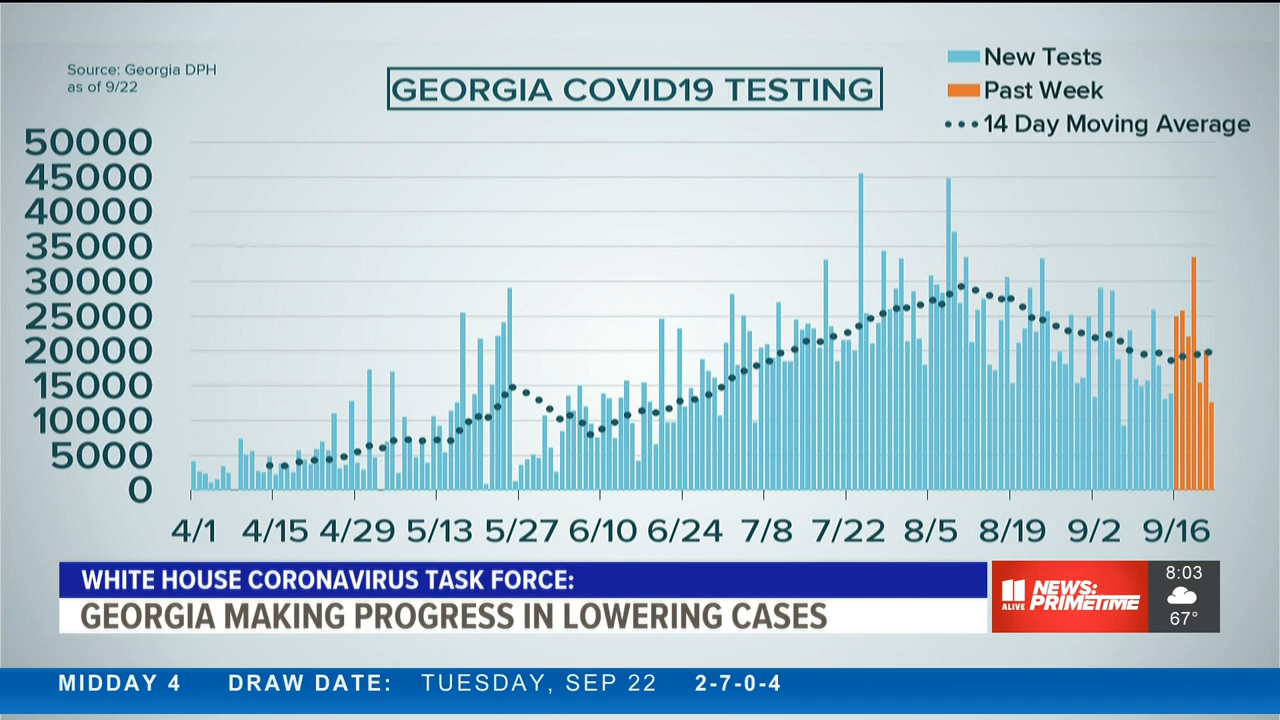 Source: Georgia DPH
as of 9/22
GEORGIA COVID19 TESTING
New Tests
Past Week
14 Day Moving Average
50000
45000
40000
35000
30000
25000
20000
15000
10000
5000
0
4/1 4/15 4/29 5/13 5/27 6/10 6/24 7/8 7/22 8/5 8/19 9/2 9/16
WHITE HOUSE CORONAVIRUS TASK FORCE:
GEORGIA MAKING PROGRESS IN LOWERING CASES
11 ALIVE NEWS: PRIMETIME
8:03
67°
MIDDAY 4 DRAW DATE: TUESDAY, SEP 22 2-7-0-4